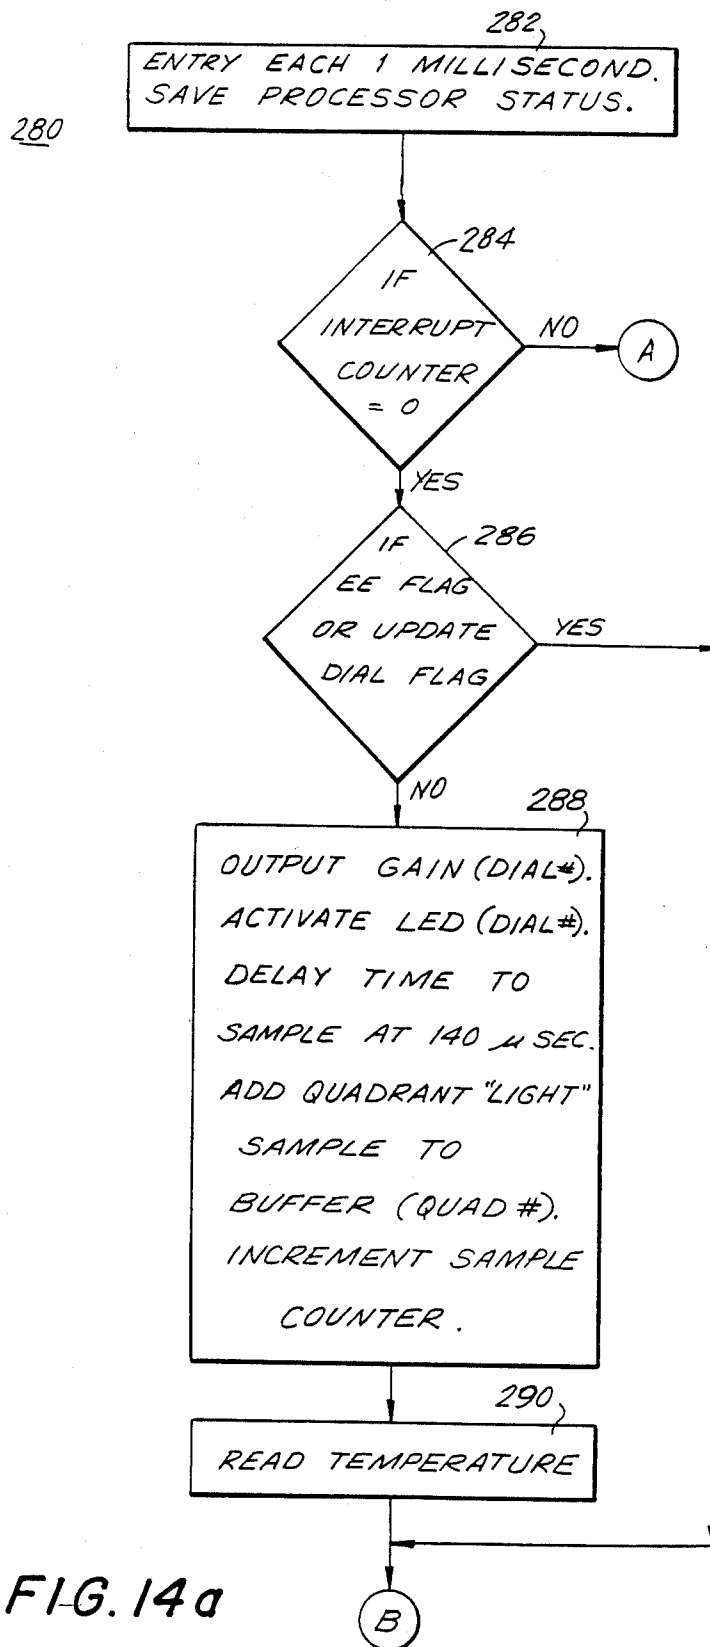 282
ENTRY EACH 1 MILLISECOND.
SAVE PROCESSOR STATUS.
280
284
IF
INTERRUPT
COUNTER
= 0
NO
A
YES
286
IF
EE FLAG
OR UPDATE
DIAL FLAG
YES
NO
288
OUTPUT GAIN (DIAL#).
ACTIVATE LED (DIAL#).
DELAY TIME TO
SAMPLE AT 140 μ SEC.
ADD QUADRANT "LIGHT"
SAMPLE TO
BUFFER (QUAD #).
INCREMENT SAMPLE
COUNTER.
290
READ TEMPERATURE
B
FIG. 14a